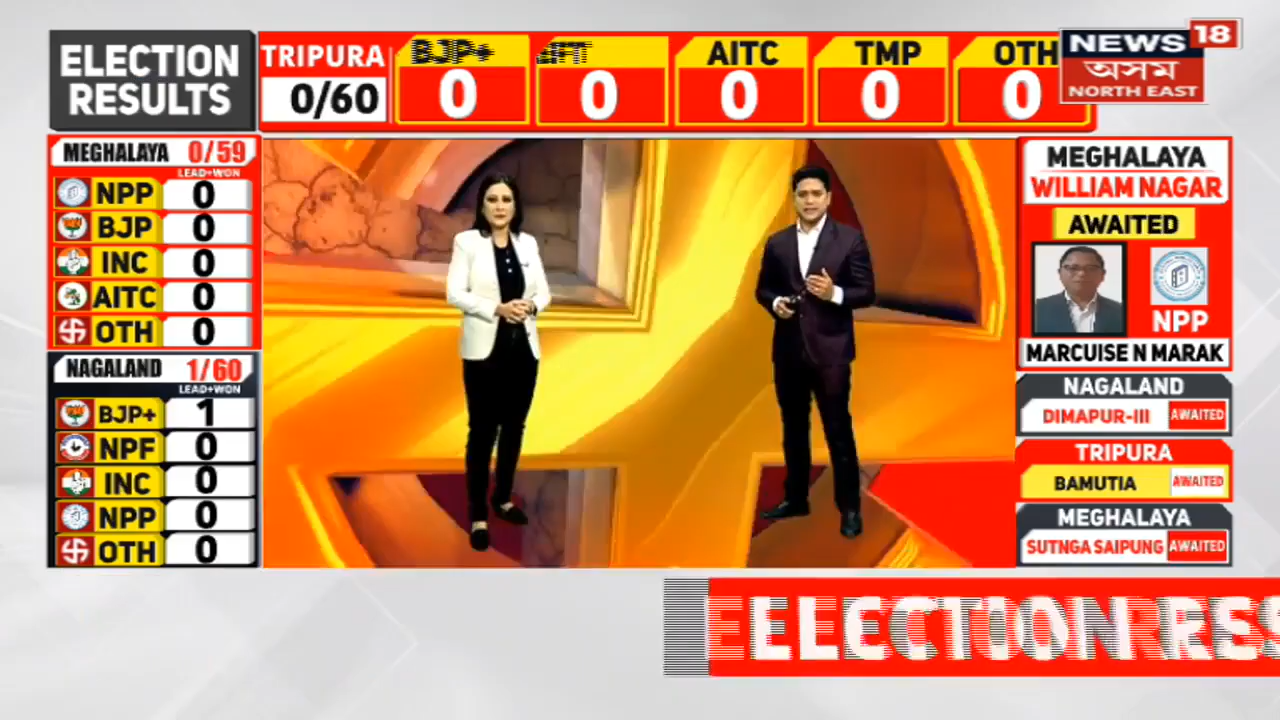 ELECTION
RESULTS
TRIPURA
0/60
BJP+
0
0
AITC
0
TMP
0
OTH
0
NEWS 18
অসম
NORTH EAST
MEGHALAYA 0/59
LEAD+WON
NPP 0
BJP 0
INC 0
AITC 0
OTH 0
NAGALAND 1/60
LEAD+WON
BJP+ 1
NPF 0
INC 0
NPP 0
OTH 0
MEGHALAYA
WILLIAM NAGAR
AWAITED
NPP
MARCUISE N MARAK
NAGALAND
DIMAPUR-III AWAITED
TRIPURA
BAMUTIA AWAITED
MEGHALAYA
SUTNGA SAIPUNG AWAITED
ELECTION RES